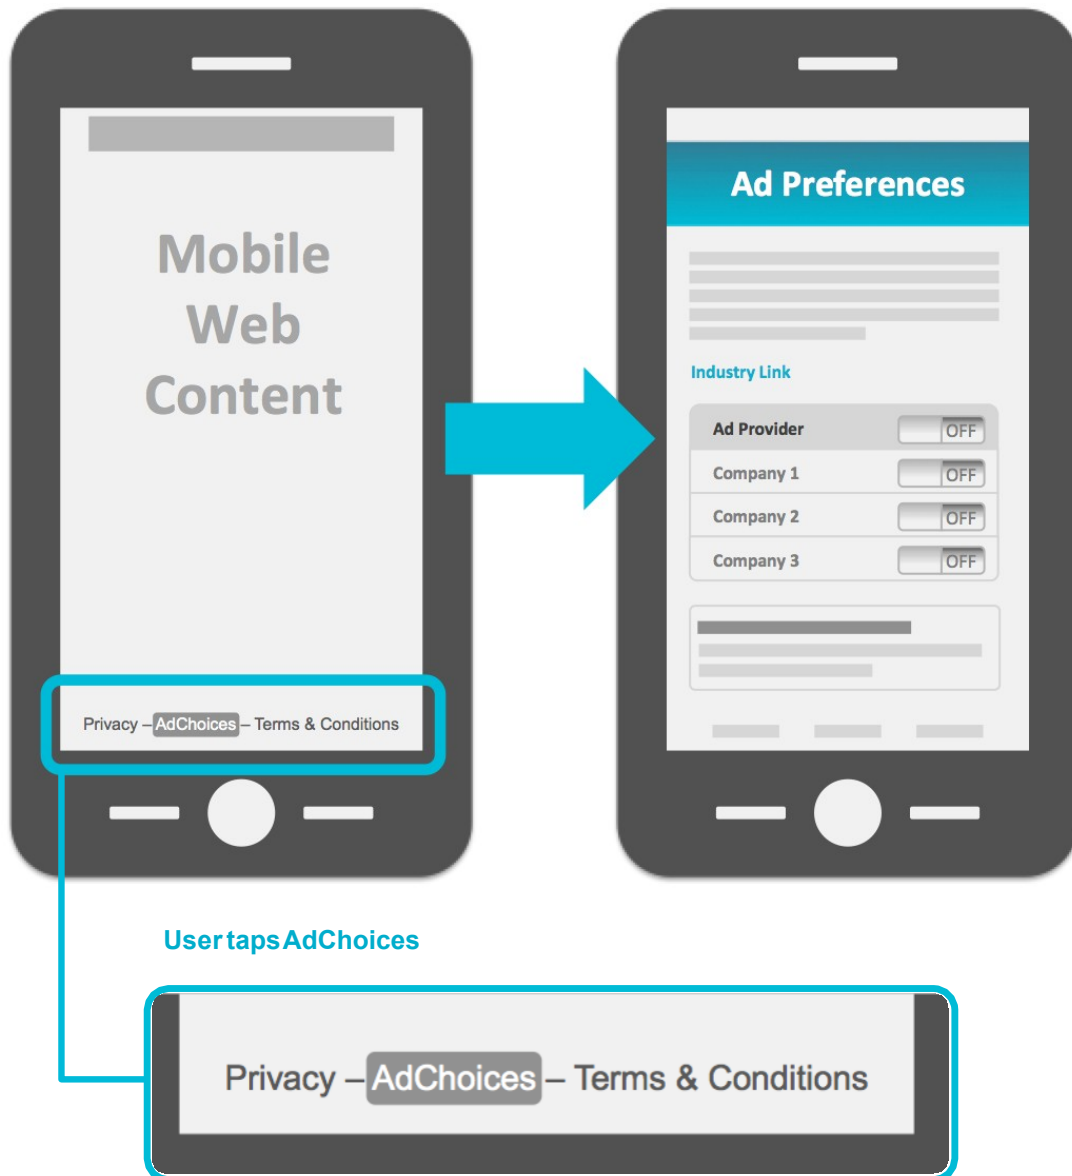 Mobile
Web
Content
Privacy – AdChoices – Terms & Conditions
Ad Preferences
Industry Link
Ad Provider OFF
Company 1 OFF
Company 2 OFF
Company 3 OFF
User taps AdChoices
Privacy – AdChoices – Terms & Conditions